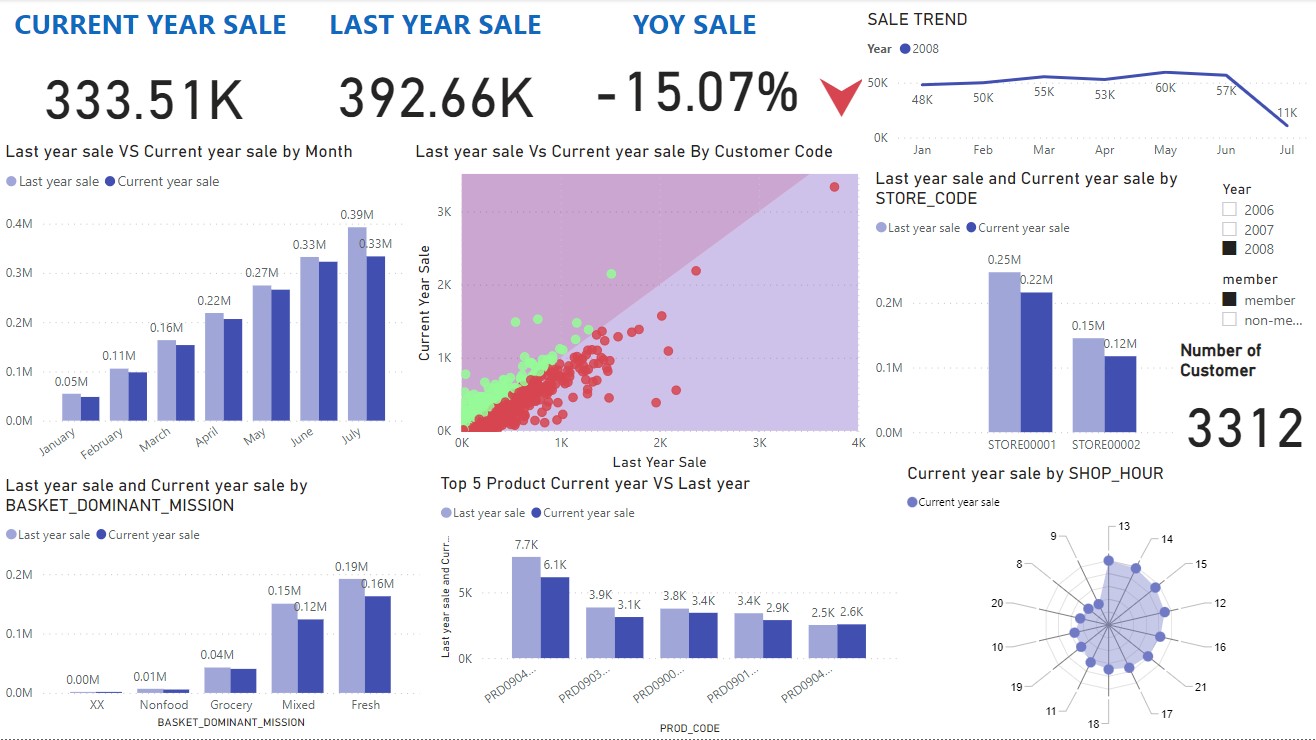 CURRENT YEAR SALE
333.51K
LAST YEAR SALE
392.66K
YOY SALE
-15.07%
SALE TREND
Year 2008
50K
0K
48K
50K
55K
53K
60K
57K
11K
Jan
Feb
Mar
Apr
May
Jun
Jul
Last year sale VS Current year sale by Month
Last year sale Current year sale
0.4M
0.3M
0.2M
0.1M
0.0M
0.05M
0.11M
0.16M
0.22M
0.27M
0.33M
0.39M
0.33M
January
February
March
April
May
June
July
Last year sale Vs Current year sale By Customer Code
Current Year Sale
3K
2K
1K
0K
0K
1K
2K
3K
4K
Last Year Sale
Last year sale and Current year sale by
STORE_CODE
Last year sale Current year sale
0.2M
0.1M
0.0M
0.25M
0.22M
0.15M
0.12M
STORE00001
STORE00002
Year
2006
2007
2008
member
member
non-me...
Number of
Customer
3312
Last year sale and Current year sale by
BASKET_DOMINANT_MISSION
Last year sale Current year sale
0.2M
0.1M
0.0M
0.00M
0.01M
0.04M
0.15M
0.12M
0.19M
0.16M
XX
Nonfood
Grocery
Mixed
Fresh
BASKET_DOMINANT_MISSION
Top 5 Product Current year VS Last year
Last year sale Current year sale
Last year sale and Curr...
5K
0K
7.7K
6.1K
3.9K
3.1K
3.8K
3.4K
3.4K
2.9K
2.5K
2.6K
PRD0904...
PRD0903...
PRD0900...
PRD0901...
PRD0904...
PROD_CODE
Current year sale by SHOP_HOUR
Current year sale
13
14
15
12
16
21
17
18
11
19
10
20
8
9